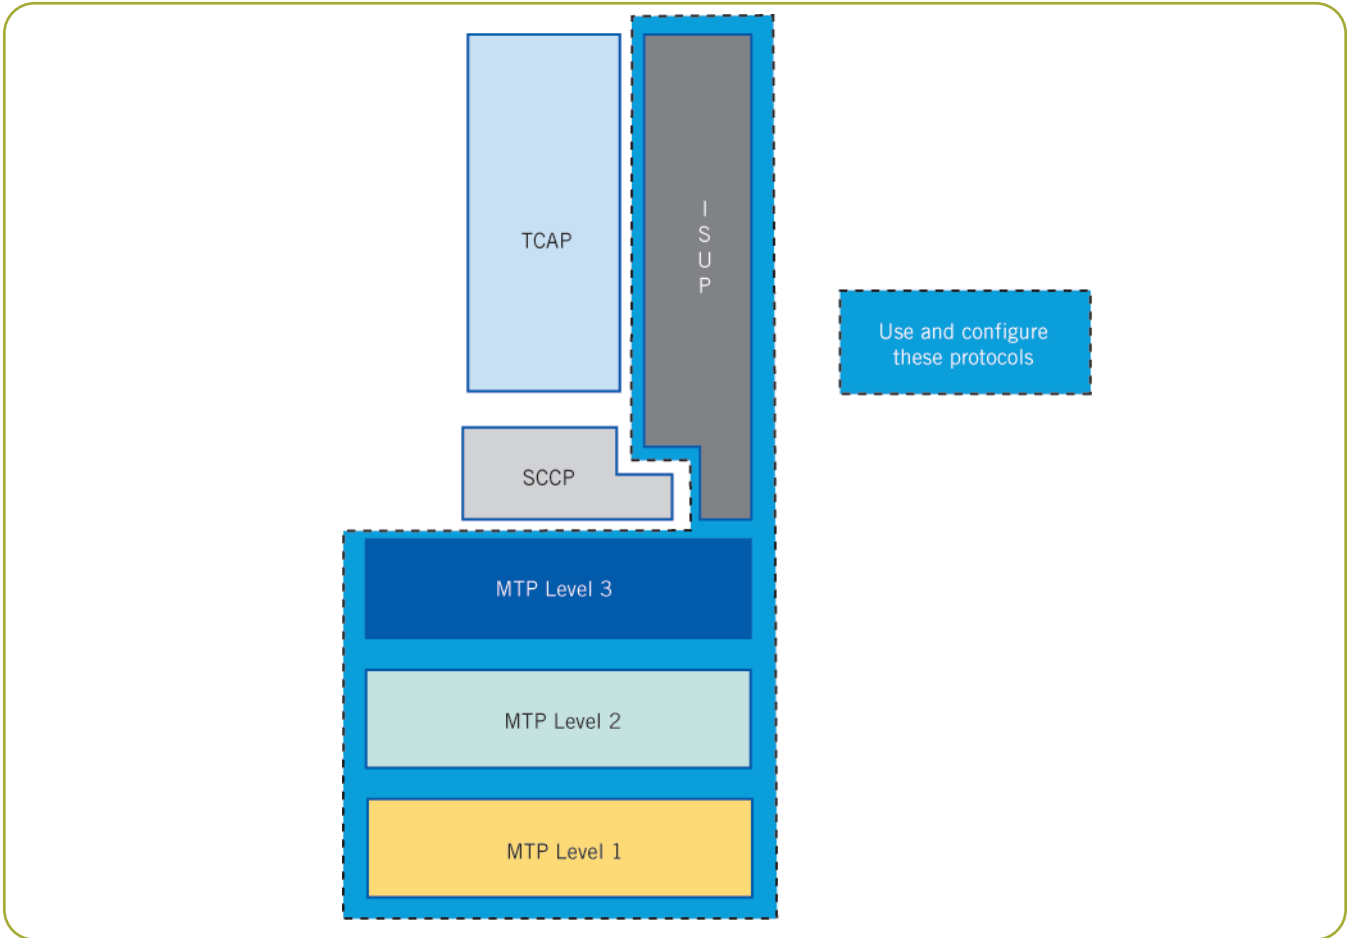 TCAP
I
S
U
P
Use and configure
these protocols
SCCP
MTP Level 3
MTP Level 2
MTP Level 1